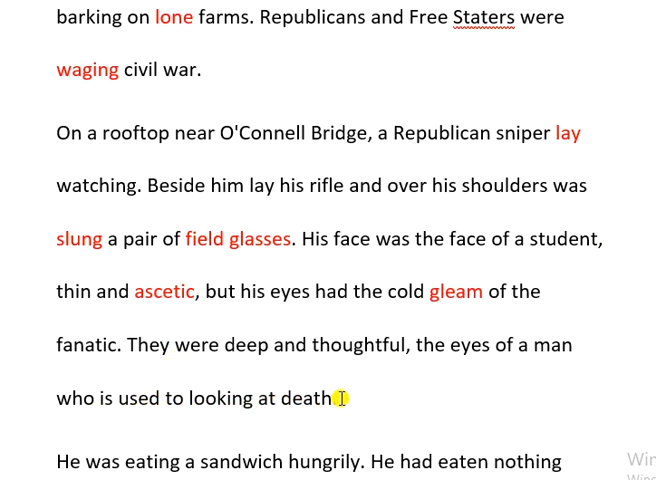 barking on lone farms. Republicans and Free Staters were
waging civil war.
On a rooftop near O'Connell Bridge, a Republican sniper lay
watching. Beside him lay his rifle and over his shoulders was
slung a pair of field glasses. His face was the face of a student,
thin and ascetic, but his eyes had the cold gleam of the
fanatic. They were deep and thoughtful, the eyes of a man
who is used to looking at death
He was eating a sandwich hungrily. He had eaten nothing